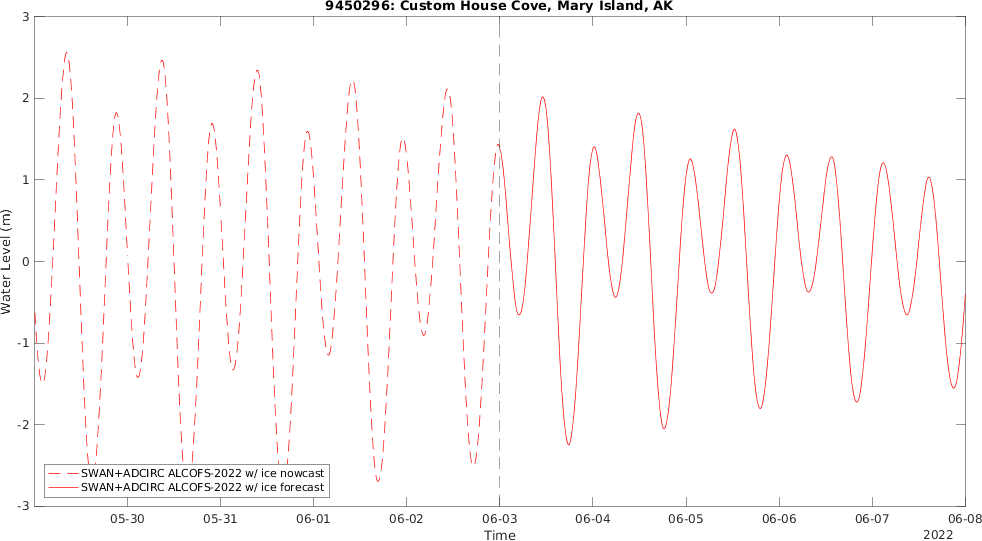 9450296: Custom House Cove, Mary Island, AK
3
2
1
0
-1
-2
-3
Water Level (m)
SWAN+ADCIRC ALCOFS-2022 w/ ice nowcast
SWAN+ADCIRC ALCOFS-2022 w/ ice forecast
05-30 05-31 06-01 06-02 06-03 06-04 06-05 06-06 06-07 06-08
Time
2022